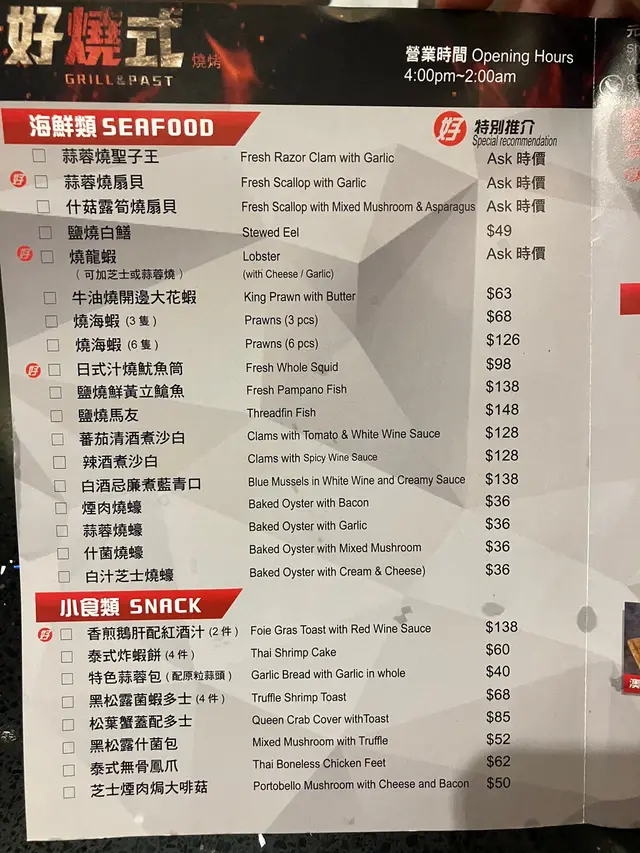 好燒式 燒烤
GRILL&PAST
營業時間 Opening Hours
4:00pm~2:00am
海鮮類 SEAFOOD
好 特別推介
Special recommendation
蒜蓉燒聖子王 Fresh Razor Clam with Garlic Ask 時價
好 蒜蓉燒扇貝 Fresh Scallop with Garlic Ask 時價
什菇露筍燒扇貝 Fresh Scallop with Mixed Mushroom & Asparagus Ask 時價
鹽燒白鱔 Stewed Eel $49
好 燒龍蝦 Lobster Ask 時價
(可加芝士或蒜蓉燒) (with Cheese / Garlic)
牛油燒開邊大花蝦 King Prawn with Butter $63
燒海蝦 (3 隻) Prawns (3 pcs) $68
燒海蝦 (6 隻) Prawns (6 pcs) $126
好 日式汁燒魷魚筒 Fresh Whole Squid $98
鹽燒鮮黃立鯧魚 Fresh Pampano Fish $138
鹽燒馬友 Threadfin Fish $148
蕃茄清酒煮沙白 Clams with Tomato & White Wine Sauce $128
辣酒煮沙白 Clams with Spicy Wine Sauce $128
白酒忌廉煮藍青口 Blue Mussels in White Wine and Creamy Sauce $138
煙肉燒蠔 Baked Oyster with Bacon $36
蒜蓉燒蠔 Baked Oyster with Garlic $36
什菌燒蠔 Baked Oyster with Mixed Mushroom $36
白汁芝士燒蠔 Baked Oyster with Cream & Cheese) $36
小食類 SNACK
好 香煎鵝肝配紅酒汁 (2 件) Foie Gras Toast with Red Wine Sauce $138
泰式炸蝦餅 (4 件) Thai Shrimp Cake $60
特色蒜蓉包 (配原粒蒜頭) Garlic Bread with Garlic in whole $40
黑松露菌蝦多士 (4 件) Truffle Shrimp Toast $68
松葉蟹蓋配多士 Queen Crab Cover withToast $85
黑松露什菌包 Mixed Mushroom with Truffle $52
泰式無骨鳳爪 Thai Boneless Chicken Feet $62
芝士煙肉焗大啡菇 Portobello Mushroom with Cheese and Bacon $50